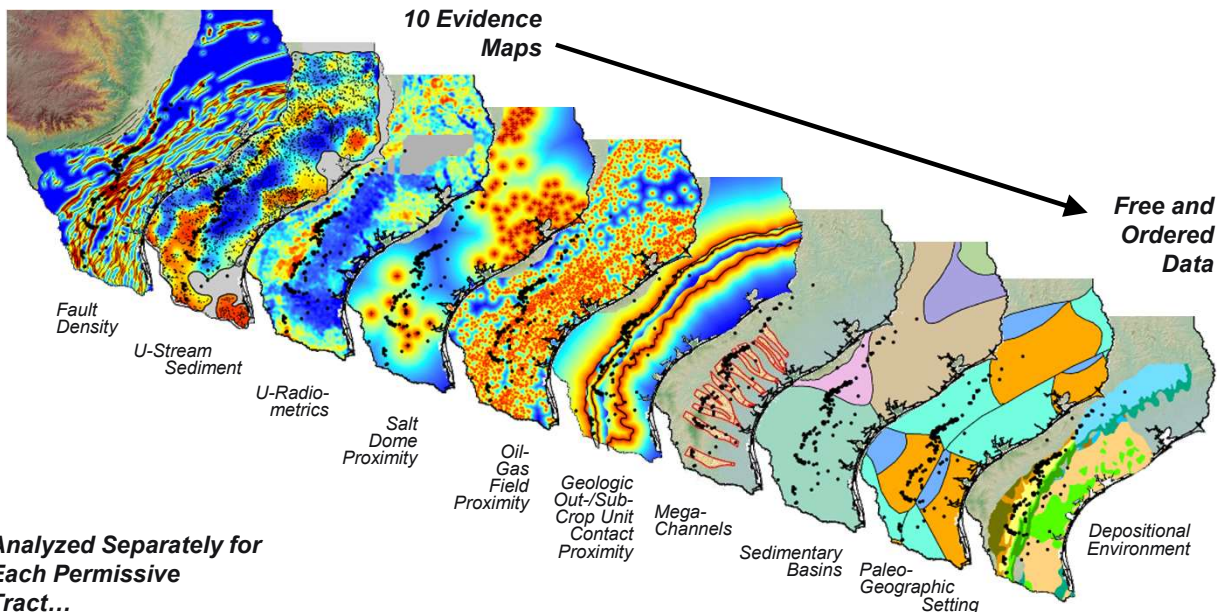 10 Evidence
Maps
Free and
Ordered
Data
Fault
Density
U-Stream
Sediment
U-Radio-
metrics
Salt
Dome
Proximity
Oil-
Gas
Field
Proximity
Geologic
Out-/Sub-
Crop Unit
Contact
Proximity
Mega-
Channels
Sedimentary
Basins
Paleo-
Geographic
Setting
Depositional
Environment
Analyzed Separately for
Each Permissive
Tract…